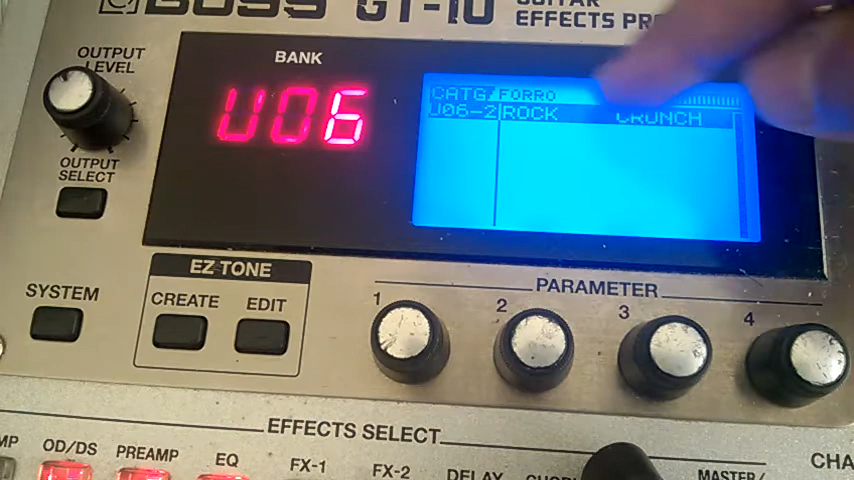 BOSS GT-10 GUITAR
EFFECTS
OUTPUT
LEVEL
BANK
U06
CATG/FORRO
U06-2 ROCK CRUNCH
OUTPUT
SELECT
EZ TONE
CREATE EDIT
SYSTEM
PARAMETER
1 2 3 4
EFFECTS SELECT
OD/DS PREAMP EQ FX-1 FX-2 DELAY
MASTER/